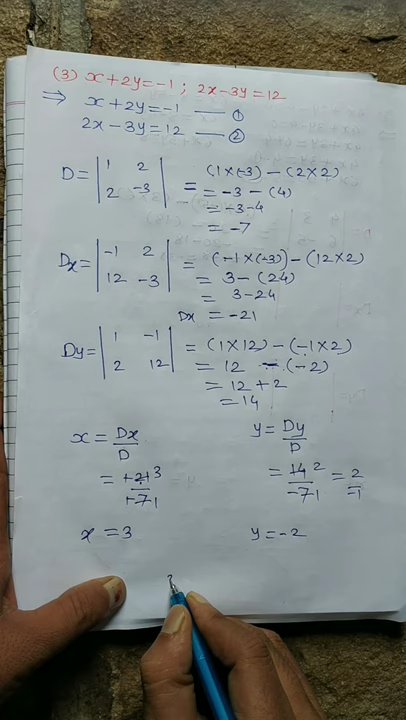 (3) x+2y=-1 ; 2x-3y=12
⇒ x+2y=-1 —— ①
2x-3y=12 —— ②
D= | 1 2 | = (1×-3)-(2×2)
| 2 -3 | = -3-(4)
= -3-4
= -7
Dx= | -1 2 | = (-1×-3)-(12×2)
| 12 -3 | = 3-(24)
= 3-24
Dx = -21
Dy= | 1 -1 | = (1×12)-(-1×2)
| 2 12 | = 12 - (-2)
= 12+2
= 14
x = Dx/D y = Dy/D
= +21 3/+7 1 = 14 2/-7 1 = 2/-1
x = 3 y = -2